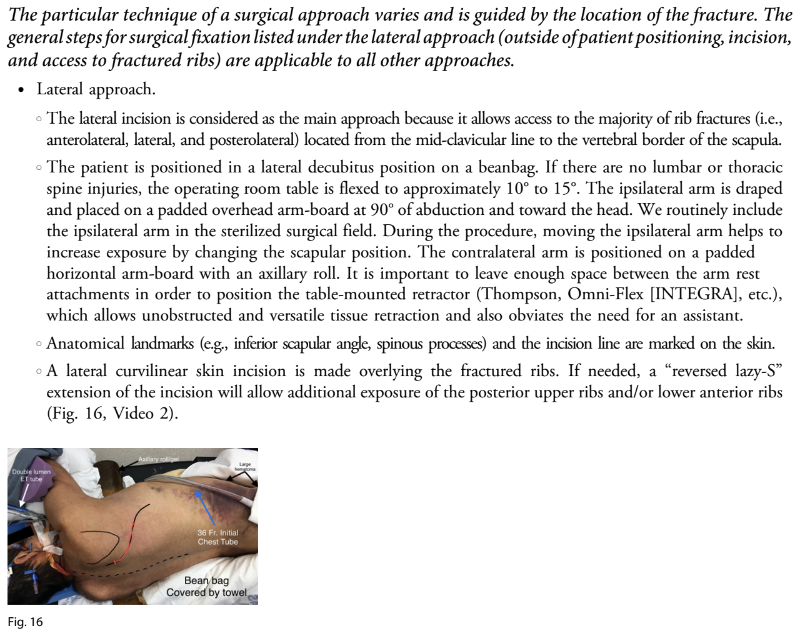 The particular technique of a surgical approach varies and is guided by the location of the fracture. The
general steps for surgical fixation listed under the lateral approach (outside of patient positioning, incision,
and access to fractured ribs) are applicable to all other approaches.
• Lateral approach.
◦ The lateral incision is considered as the main approach because it allows access to the majority of rib fractures (i.e.,
anterolateral, lateral, and posterolateral) located from the mid-clavicular line to the vertebral border of the scapula.
◦ The patient is positioned in a lateral decubitus position on a beanbag. If there are no lumbar or thoracic
spine injuries, the operating room table is flexed to approximately 10° to 15°. The ipsilateral arm is draped
and placed on a padded overhead arm-board at 90° of abduction and toward the head. We routinely include
the ipsilateral arm in the sterilized surgical field. During the procedure, moving the ipsilateral arm helps to
increase exposure by changing the scapular position. The contralateral arm is positioned on a padded
horizontal arm-board with an axillary roll. It is important to leave enough space between the arm rest
attachments in order to position the table-mounted retractor (Thompson, Omni-Flex [INTEGRA], etc.),
which allows unobstructed and versatile tissue retraction and also obviates the need for an assistant.
◦ Anatomical landmarks (e.g., inferior scapular angle, spinous processes) and the incision line are marked on the skin.
◦ A lateral curvilinear skin incision is made overlying the fractured ribs. If needed, a “reversed lazy-S”
extension of the incision will allow additional exposure of the posterior upper ribs and/or lower anterior ribs
(Fig. 16, Video 2).
Axillary roll/gel
Large
hematoma
Double lumen
ET tube
36 Fr. Initial
Chest Tube
Bean bag
Covered by towel
Fig. 16